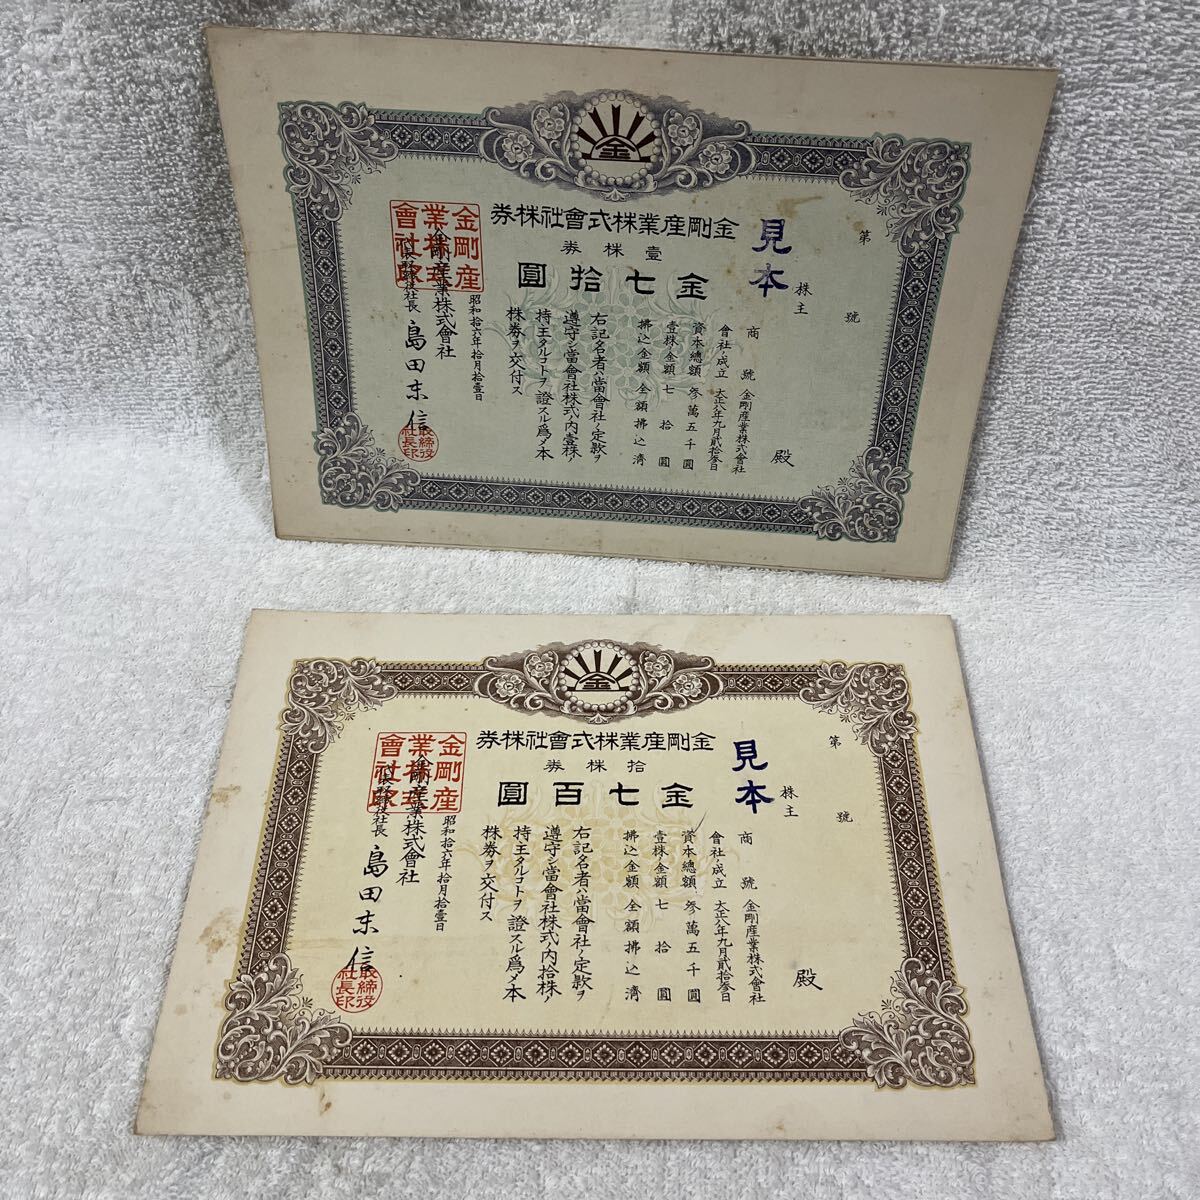 金
金剛産業株式會社株券
壹株券
金七拾圓
見本
第
號
株主
殿
商號 金剛産業株式會社
會社ノ成立 大正八年九月貳拾參日
資本總額 參萬五千圓
壹株金額 七拾圓
拂込金額 全額拂込濟
右記名者ハ當會社ノ定款ヲ
遵守シ當會社株式ノ内壹株ノ
持主タルコトヲ證スル爲メ本
株券ヲ交付ス
昭和拾六年拾月拾壹日
金剛産業株式會社
取締役社長 島田末信
金剛産
業株式
會社印
取締役
社長印
金
金剛産業株式會社株券
拾株券
金七百圓
見本
第
號
株主
殿
商號 金剛産業株式會社
會社ノ成立 大正八年九月貳拾參日
資本總額 參萬五千圓
壹株金額 七拾圓
拂込金額 全額拂込濟
右記名者ハ當會社ノ定款ヲ
遵守シ當會社株式ノ内拾株ノ
持主タルコトヲ證スル爲メ本
株券ヲ交付ス
昭和拾六年拾月拾壹日
金剛産業株式會社
取締役社長 島田末信
金剛産
業株式
會社印
取締役
社長印